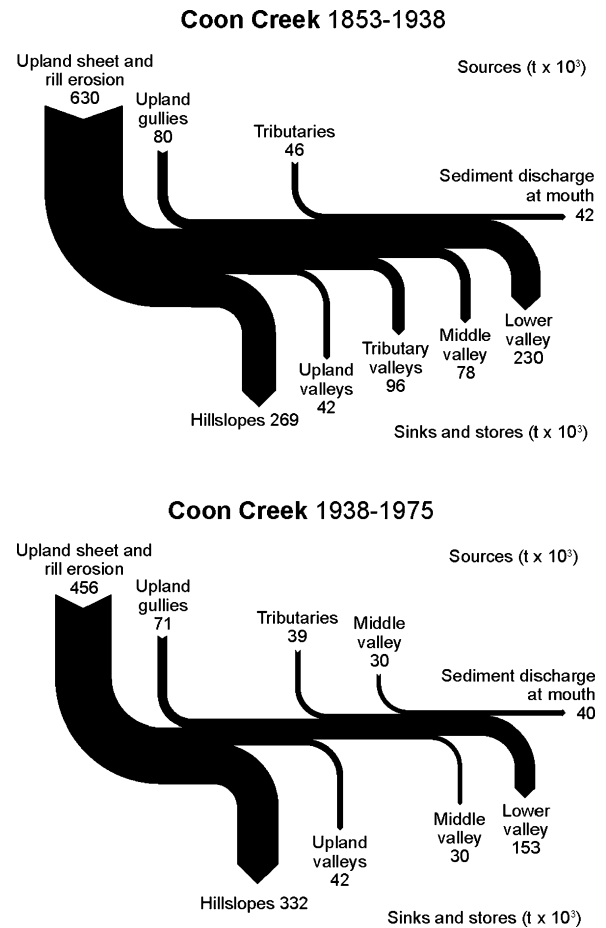 Coon Creek 1853-1938
Upland sheet and
rill erosion
630
Upland
gullies
80
Tributaries
46
Sources (t x 10³)
Sediment discharge
at mouth
42
Lower
valley
230
Middle
valley
78
Tributary
valleys
96
Upland
valleys
42
Hillslopes 269
Sinks and stores (t x 10³)
Coon Creek 1938-1975
Upland sheet and
rill erosion
456
Upland
gullies
71
Tributaries
39
Middle
valley
30
Sources (t x 10³)
Sediment discharge
at mouth
40
Lower
valley
153
Middle
valley
30
Upland
valleys
42
Hillslopes 332
Sinks and stores (t x 10³)